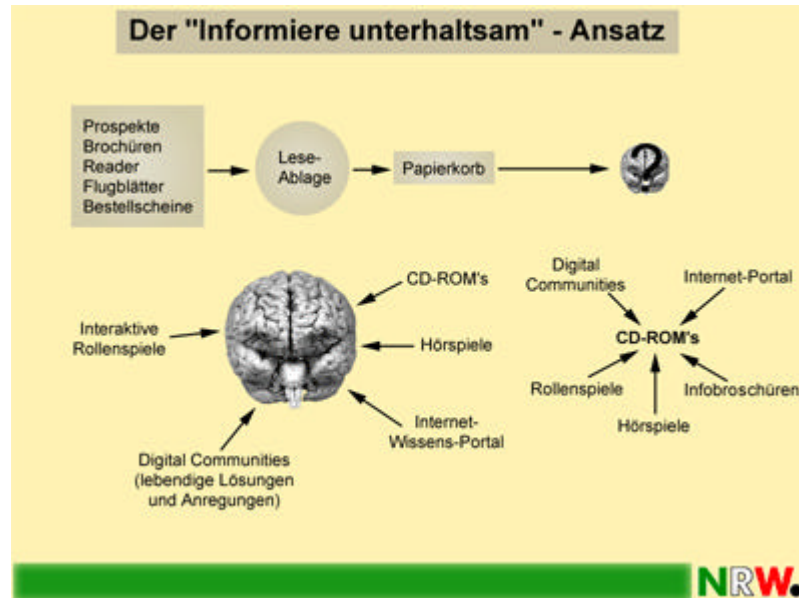 Der "Informiere unterhaltsam" - Ansatz
Prospekte
Brochüren
Reader
Flugblätter
Bestellscheine
Lese-
Ablage
Papierkorb
?
CD-ROM's
Interaktive
Rollenspiele
Hörspiele
Internet-
Wissens-Portal
Digital Communities
(lebendige Lösungen
und Anregungen)
Digital
Communities
Internet-Portal
CD-ROM's
Rollenspiele
Infobroschüren
Hörspiele
NRW.